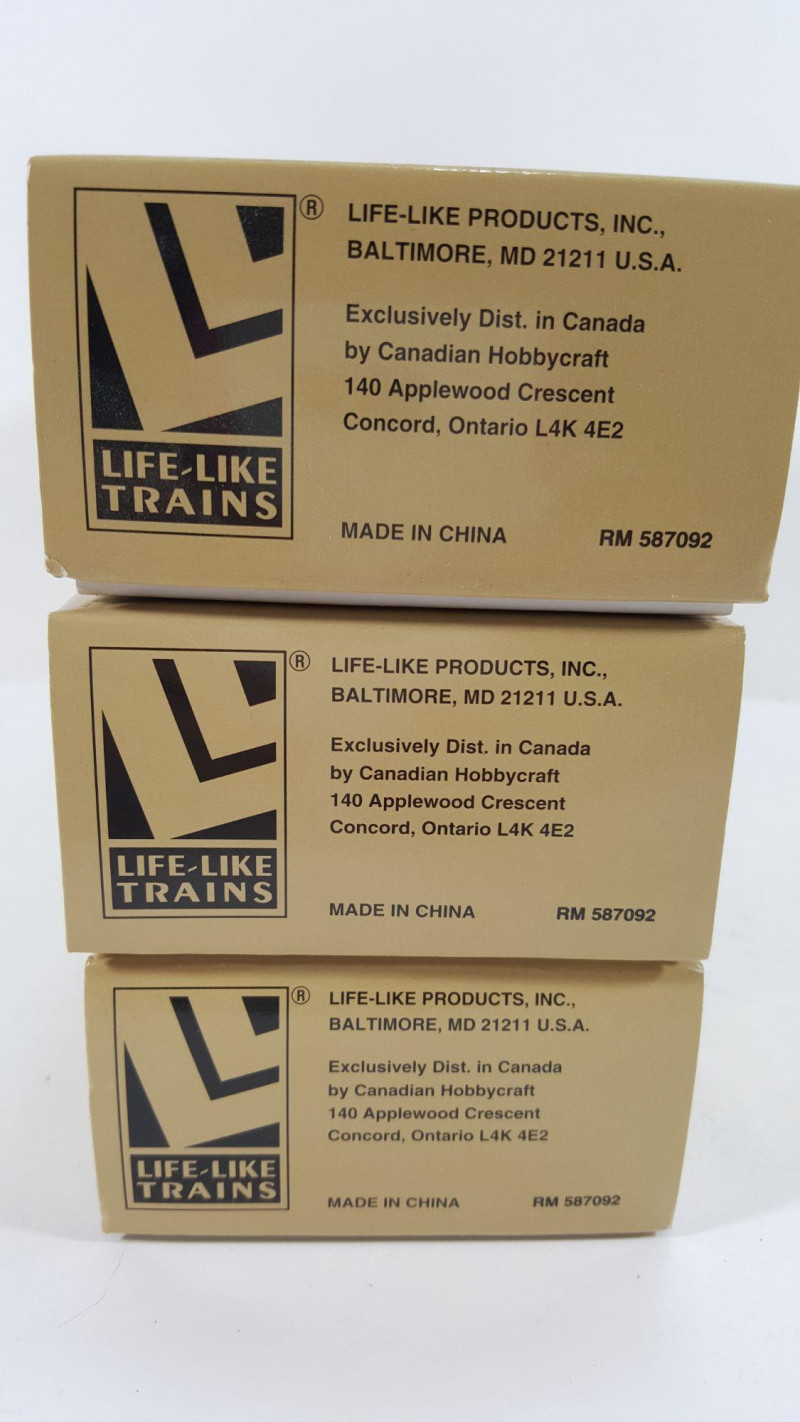 ®
LIFE-LIKE PRODUCTS, INC.,
BALTIMORE, MD 21211 U.S.A.
Exclusively Dist. in Canada
by Canadian Hobbycraft
140 Applewood Crescent
Concord, Ontario L4K 4E2
LIFE-LIKE
TRAINS
MADE IN CHINA RM 587092
®
LIFE-LIKE PRODUCTS, INC.,
BALTIMORE, MD 21211 U.S.A.
Exclusively Dist. in Canada
by Canadian Hobbycraft
140 Applewood Crescent
Concord, Ontario L4K 4E2
LIFE-LIKE
TRAINS
MADE IN CHINA RM 587092
®
LIFE-LIKE PRODUCTS, INC.,
BALTIMORE, MD 21211 U.S.A.
Exclusively Dist. in Canada
by Canadian Hobbycraft
140 Applewood Crescent
Concord, Ontario L4K 4E2
LIFE-LIKE
TRAINS
MADE IN CHINA RM 587092